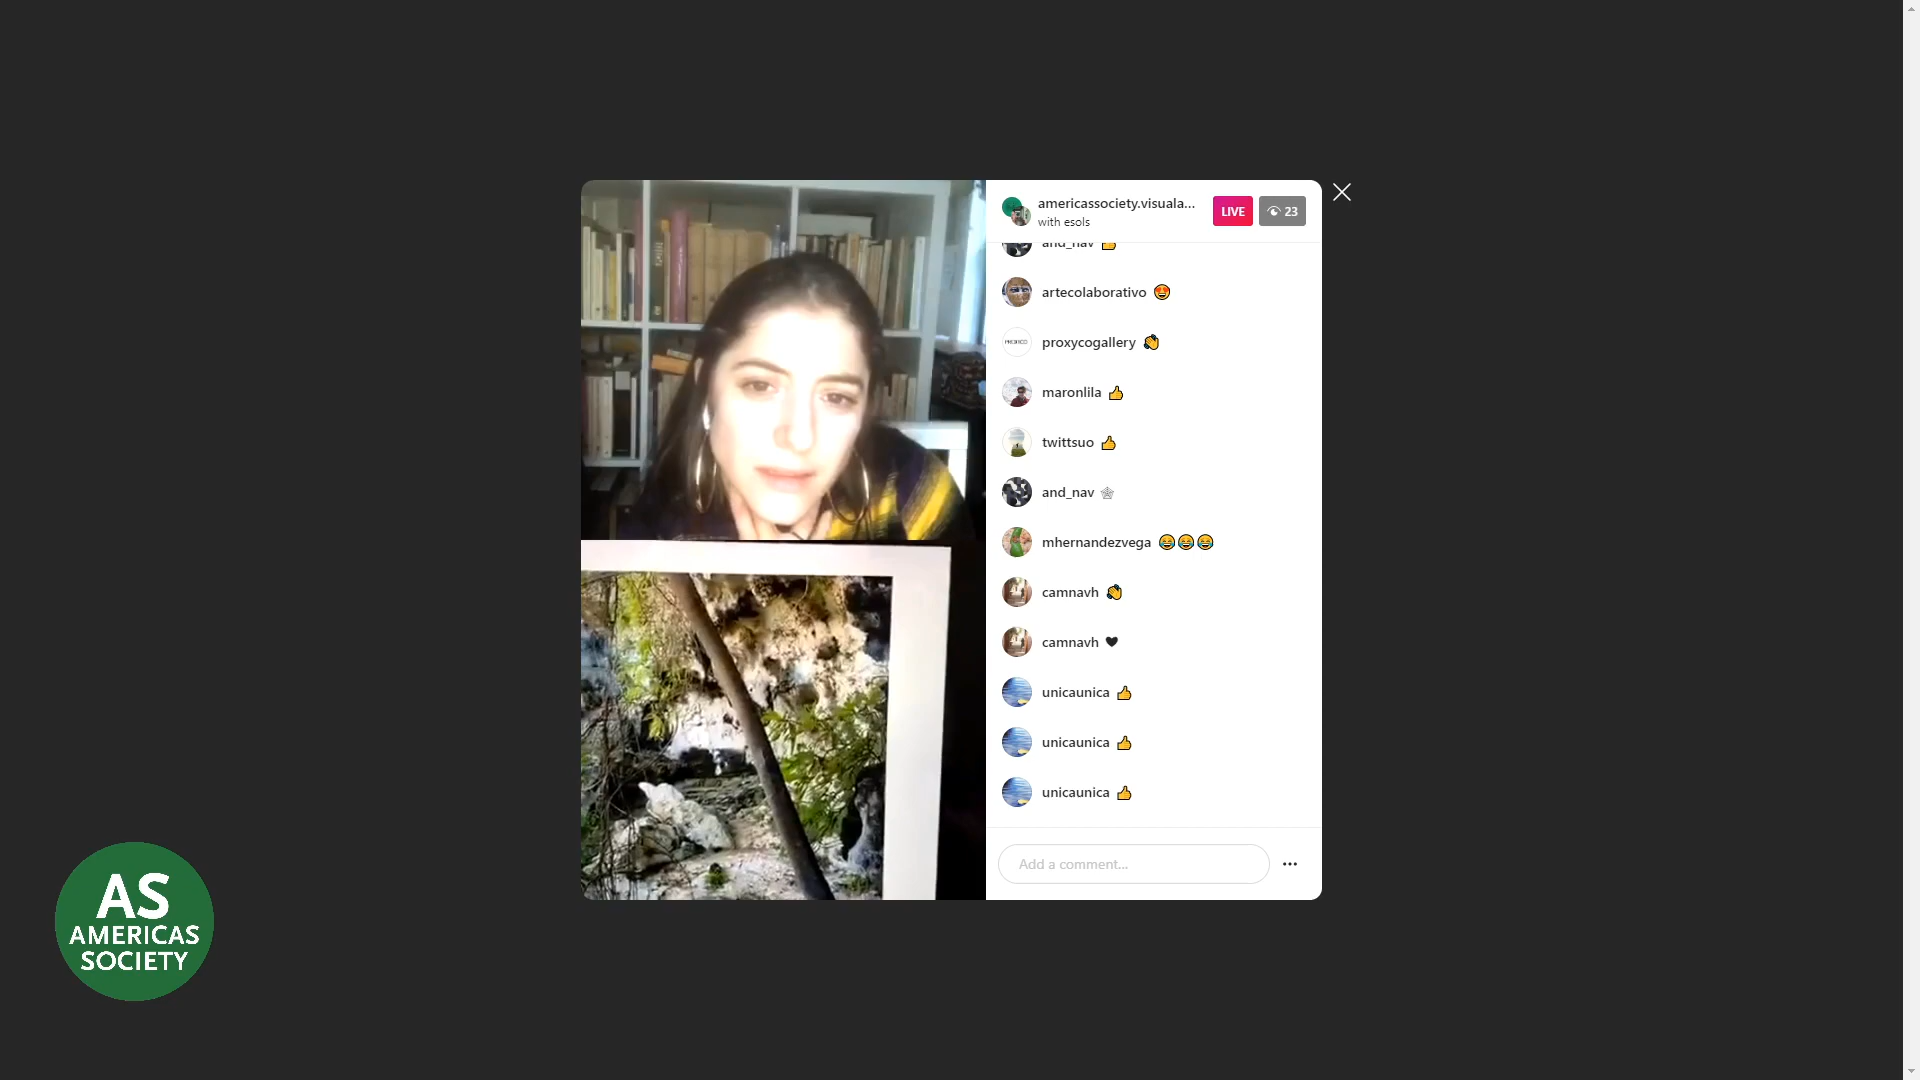 americassociety.visuala...
with esols
LIVE
23
and_nav
artecolaborativo
proxycogallery
maronlila
twittsuo
and_nav
mhernandezvega
camnavh
camnavh
unicaunica
unicaunica
unicaunica
Add a comment...
AS
AMERICAS
SOCIETY